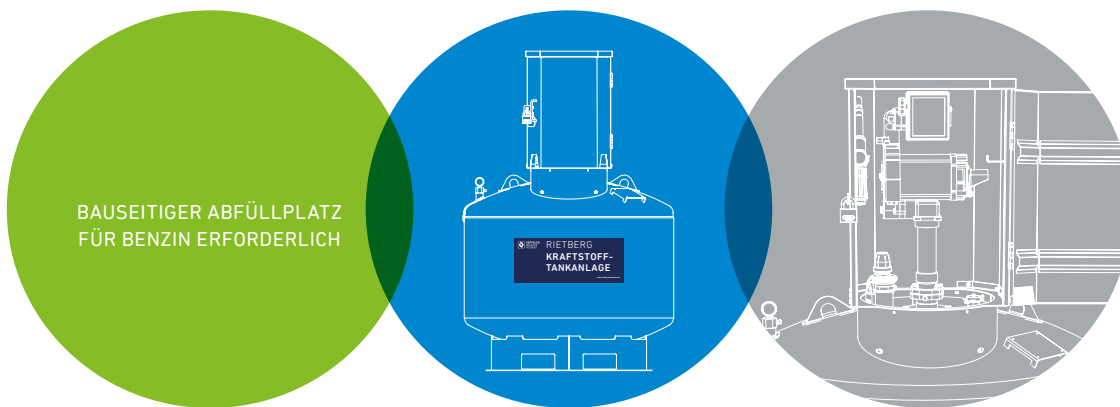 BAUSEITIGER ABFÜLLPLATZ
FÜR BENZIN ERFORDERLICH
RIETBERG
KRAFTSTOFF-
TANKANLAGE